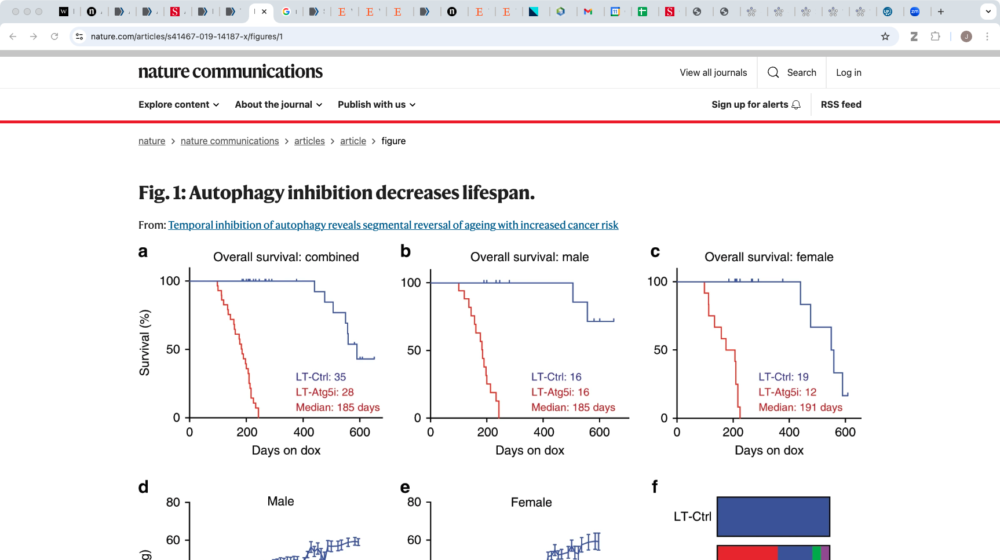 nature.com/articles/s41467-019-14187-x/figures/1
J
nature communications
View all journals
Search
Log in
Explore content
About the journal
Publish with us
Sign up for alerts
RSS feed
nature > nature communications > articles > article > figure
Fig. 1: Autophagy inhibition decreases lifespan.
From: Temporal inhibition of autophagy reveals segmental reversal of ageing with increased cancer risk
a
Overall survival: combined
Survival (%)
100
50
0
LT-Ctrl: 35
LT-Atg5i: 28
Median: 185 days
0 200 400 600
Days on dox
b
Overall survival: male
100
50
0
LT-Ctrl: 16
LT-Atg5i: 16
Median: 185 days
0 200 400 600
Days on dox
c
Overall survival: female
100
50
0
LT-Ctrl: 19
LT-Atg5i: 12
Median: 191 days
0 200 400 600
Days on dox
d
Male
80
60
g)
e
Female
80
60
f
LT-Ctrl